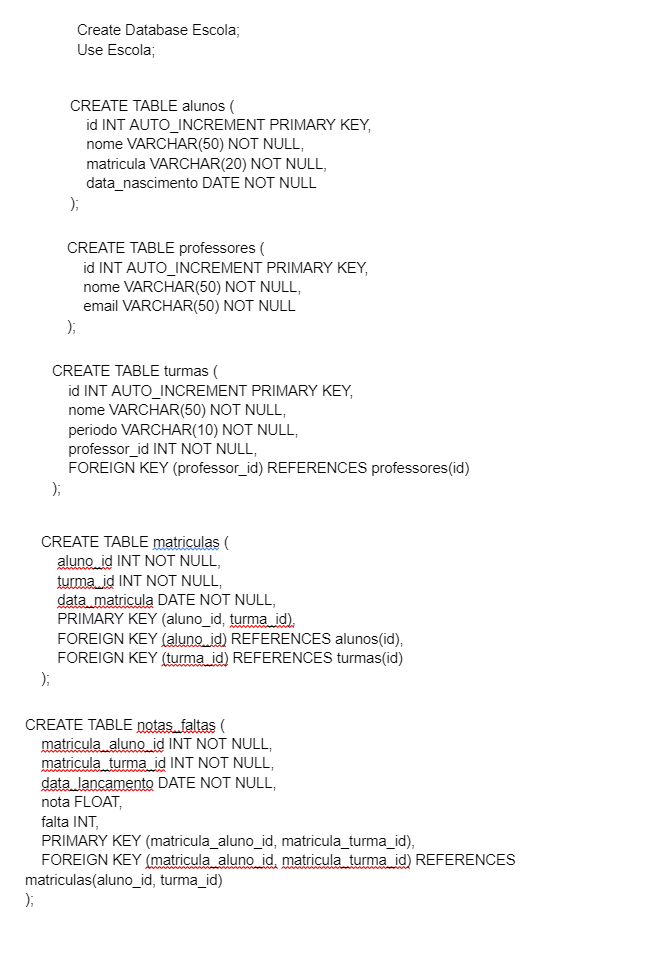 Create Database Escola;
Use Escola;
CREATE TABLE alunos (
id INT AUTO_INCREMENT PRIMARY KEY,
nome VARCHAR(50) NOT NULL,
matricula VARCHAR(20) NOT NULL,
data_nascimento DATE NOT NULL
);
CREATE TABLE professores (
id INT AUTO_INCREMENT PRIMARY KEY,
nome VARCHAR(50) NOT NULL,
email VARCHAR(50) NOT NULL
);
CREATE TABLE turmas (
id INT AUTO_INCREMENT PRIMARY KEY,
nome VARCHAR(50) NOT NULL,
periodo VARCHAR(10) NOT NULL,
professor_id INT NOT NULL,
FOREIGN KEY (professor_id) REFERENCES professores(id)
);
CREATE TABLE matriculas (
aluno_id INT NOT NULL,
turma_id INT NOT NULL,
data_matricula DATE NOT NULL,
PRIMARY KEY (aluno_id, turma_id),
FOREIGN KEY (aluno_id) REFERENCES alunos(id),
FOREIGN KEY (turma_id) REFERENCES turmas(id)
);
CREATE TABLE notas_faltas (
matricula_aluno_id INT NOT NULL,
matricula_turma_id INT NOT NULL,
data_lancamento DATE NOT NULL,
nota FLOAT,
falta INT,
PRIMARY KEY (matricula_aluno_id, matricula_turma_id),
FOREIGN KEY (matricula_aluno_id, matricula_turma_id) REFERENCES
matriculas(aluno_id, turma_id)
);